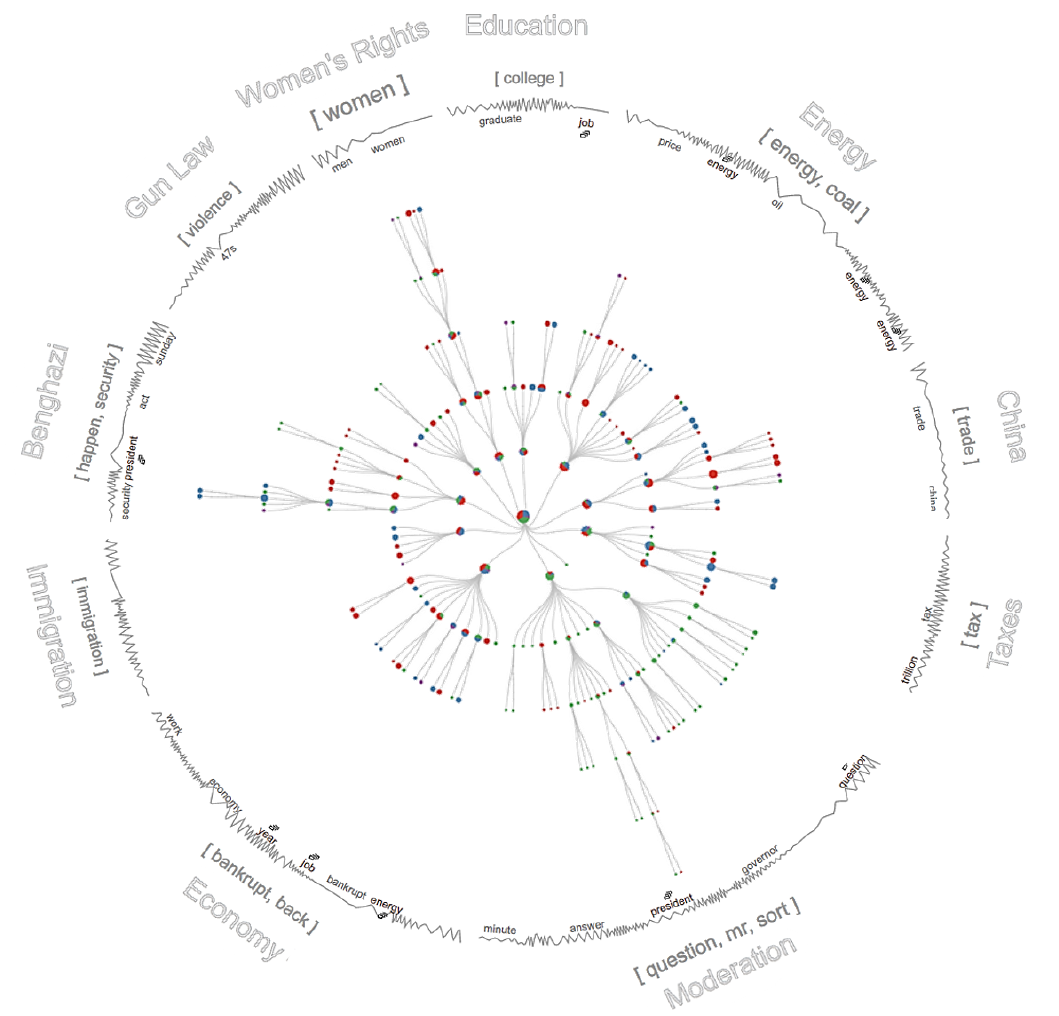 Education
[ college ]
graduate
job
Energy
[ energy, coal ]
price
energy
oil
energy
energy
China
[ trade ]
trade
china
Taxes
[ tax ]
tax
trillion
Moderation
[ question, mr, sort ]
question
governor
president
answer
minute
Economy
[ bankrupt, back ]
energy
bankrupt
job
year
economy
work
Immigration
[ immigration ]
Benghazi
[ happen, security ]
security
president
act
sunday
Gun Law
[ violence ]
47s
Women's Rights
[ women ]
men
women